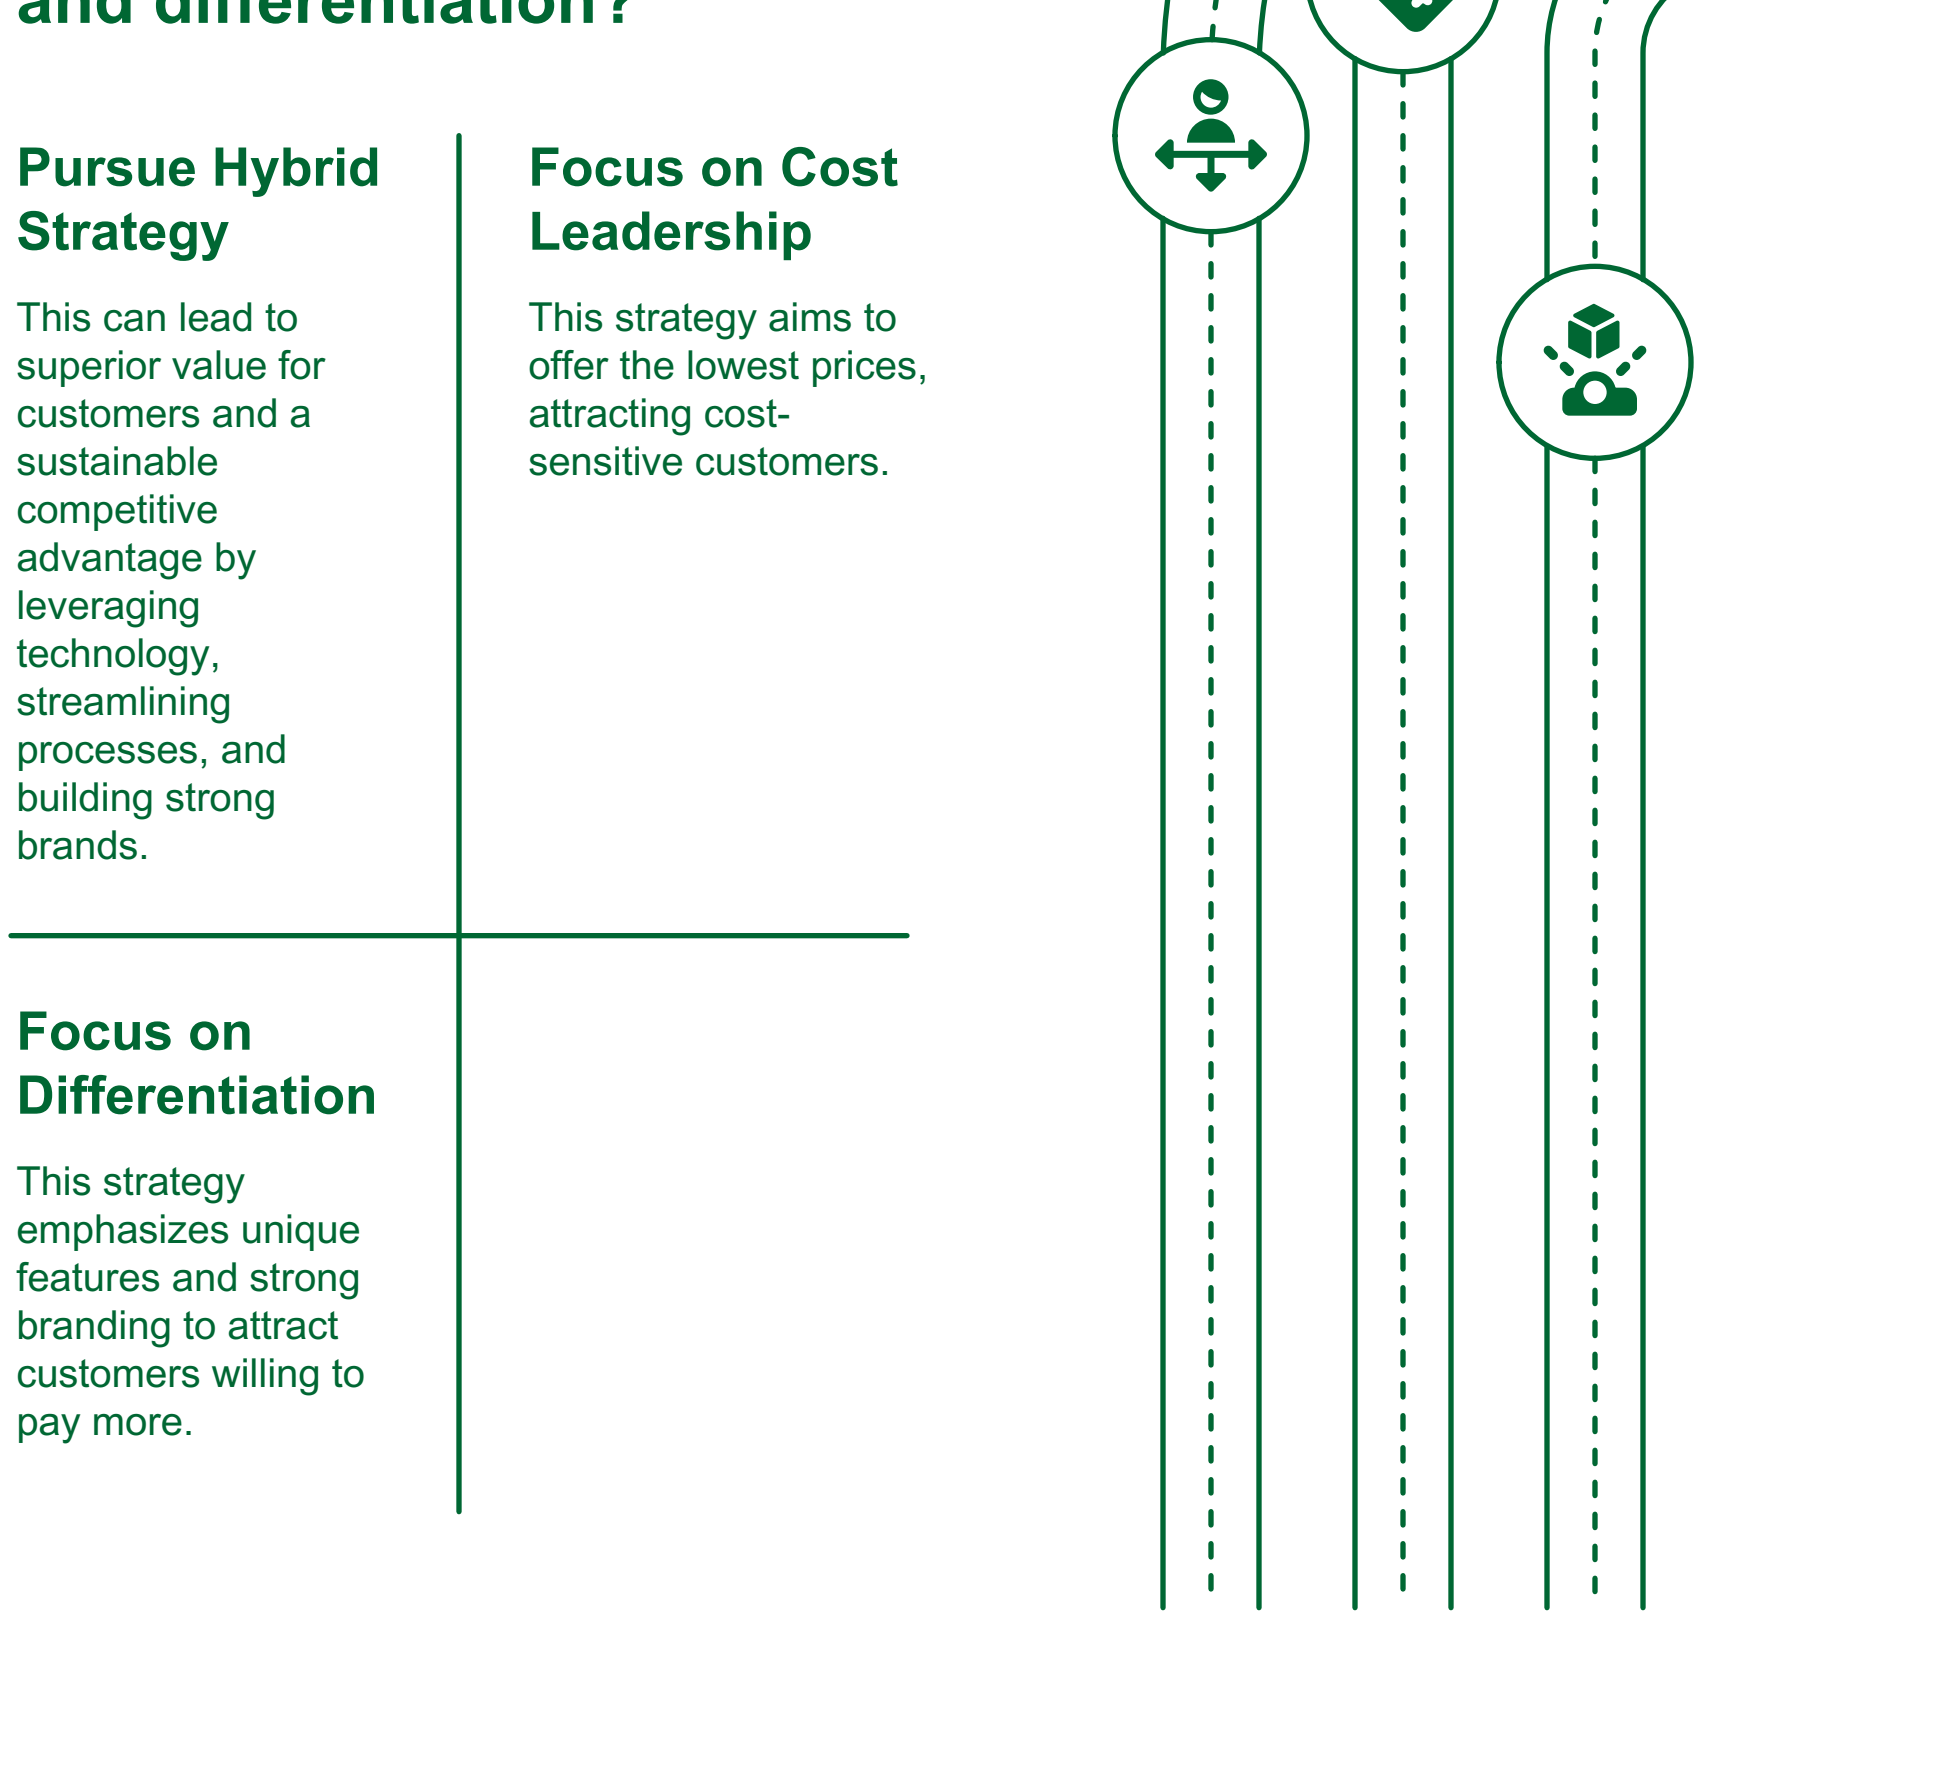 and differentiation?
Pursue Hybrid
Strategy
This can lead to
superior value for
customers and a
sustainable
competitive
advantage by
leveraging
technology,
streamlining
processes, and
building strong
brands.
Focus on Cost
Leadership
This strategy aims to
offer the lowest prices,
attracting cost-
sensitive customers.
Focus on
Differentiation
This strategy
emphasizes unique
features and strong
branding to attract
customers willing to
pay more.